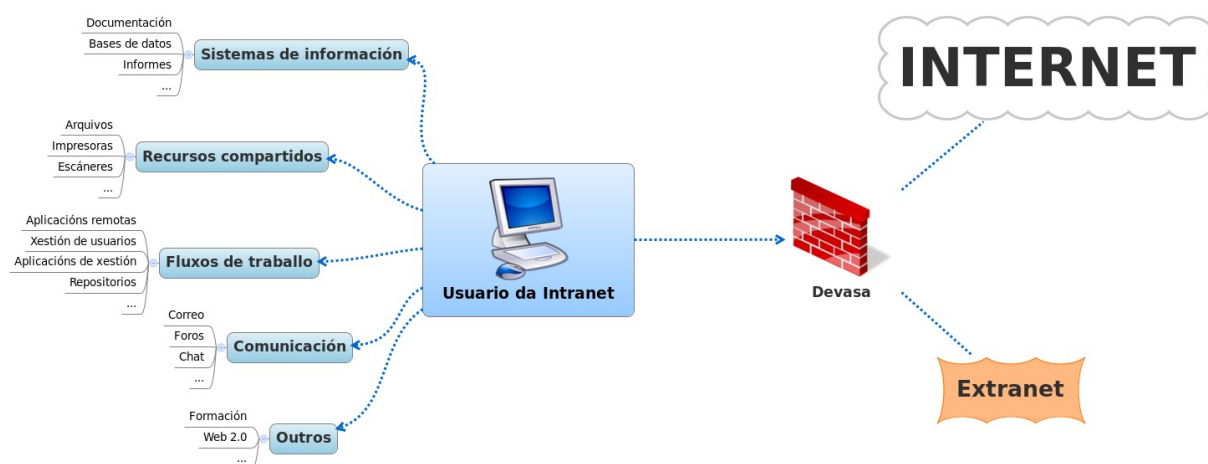 Documentación
Bases de datos
Informes
...
Sistemas de información
Arquivos
Impresoras
Escáneres
...
Recursos compartidos
Aplicacións remotas
Xestión de usuarios
Aplicacións de xestión
Repositorios
...
Fluxos de traballo
Correo
Foros
Chat
...
Comunicación
Formación
Web 2.0
...
Outros
Usuario da Intranet
Devasa
INTERNET
Extranet